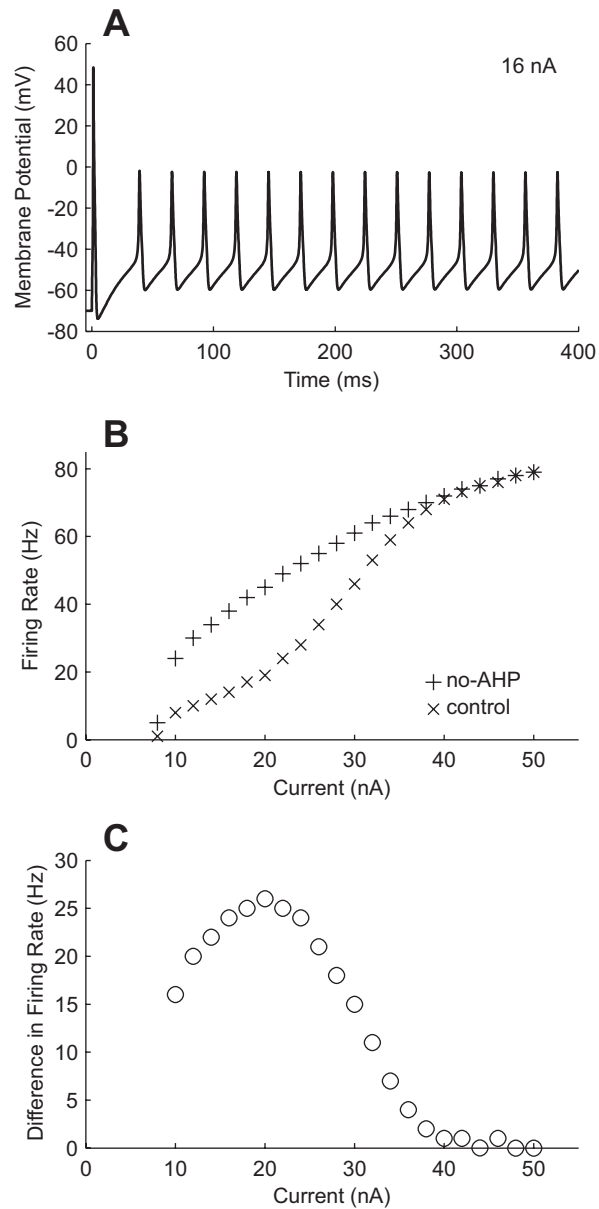 A
16 nA
Membrane Potential (mV)
60
40
20
0
-20
-40
-60
-80
0 100 200 300 400
Time (ms)
B
Firing Rate (Hz)
80
60
40
20
0
no-AHP
control
0 10 20 30 40 50
Current (nA)
C
Difference in Firing Rate (Hz)
30
25
20
15
10
5
0
0 10 20 30 40 50
Current (nA)